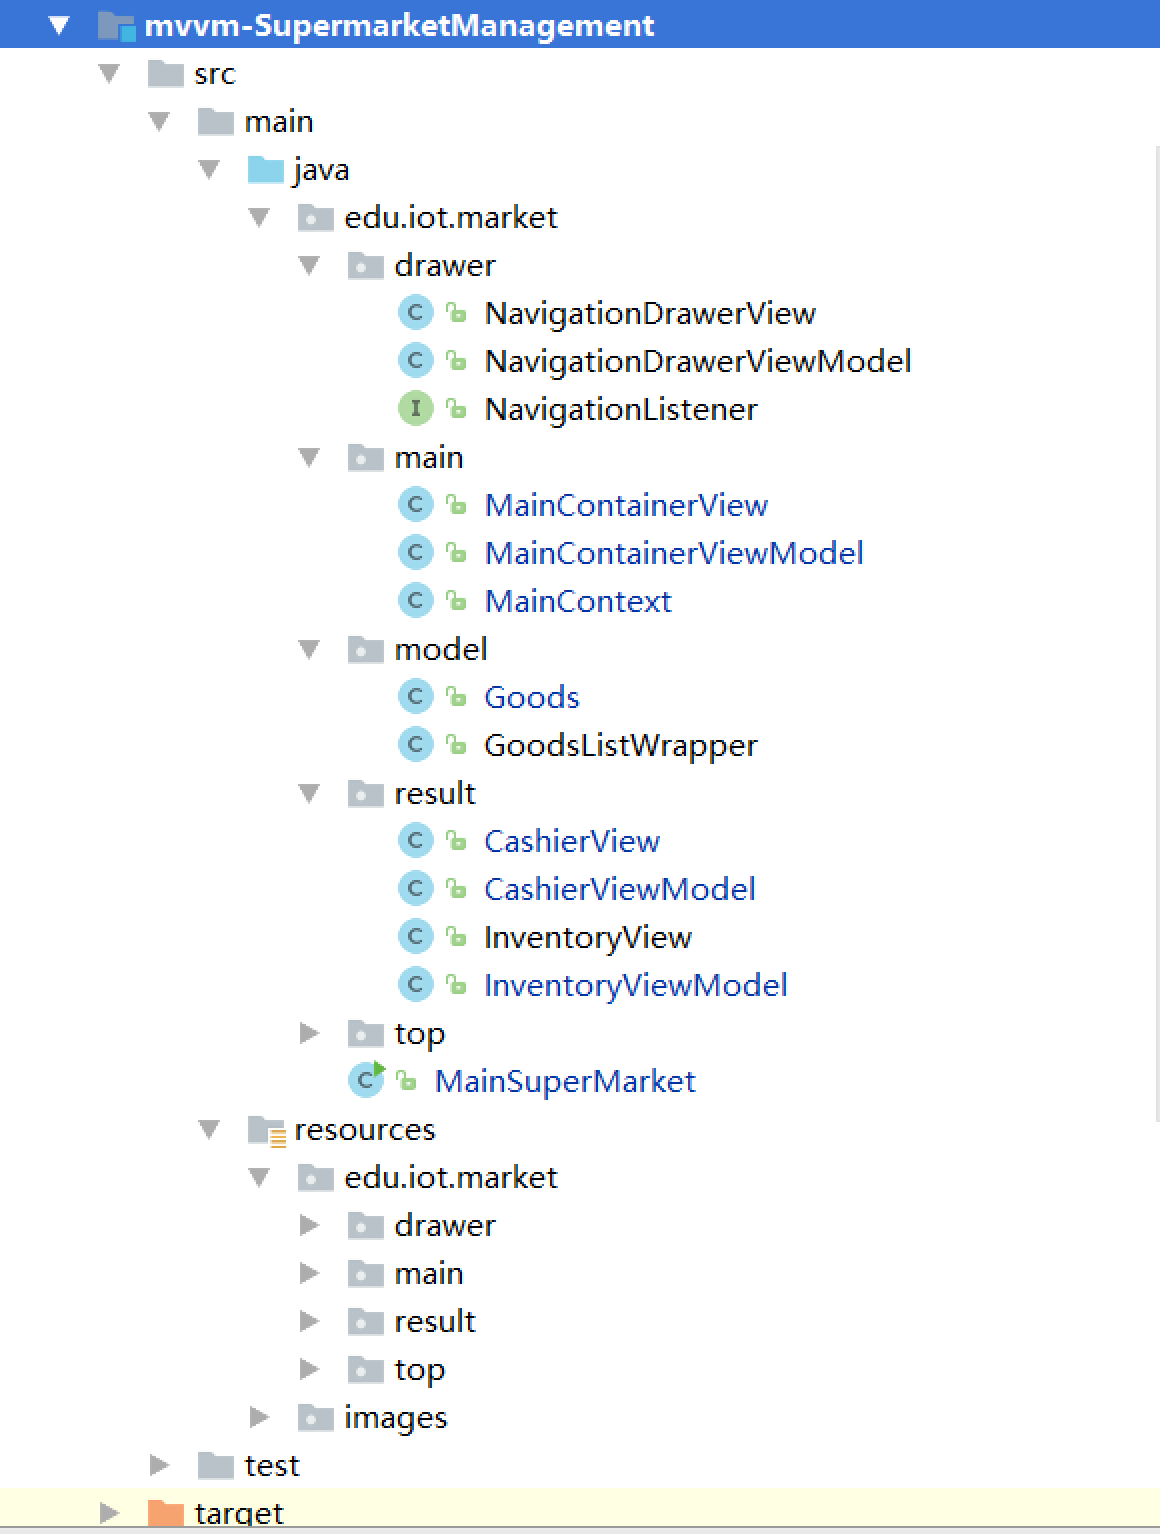 mvvm-SupermarketManagement
src
main
java
edu.iot.market
drawer
C NavigationDrawerView
C NavigationDrawerViewModel
I NavigationListener
main
C MainContainerView
C MainContainerViewModel
C MainContext
model
C Goods
C GoodsListWrapper
result
C CashierView
C CashierViewModel
C InventoryView
C InventoryViewModel
top
C MainSuperMarket
resources
edu.iot.market
drawer
main
result
top
images
test
target